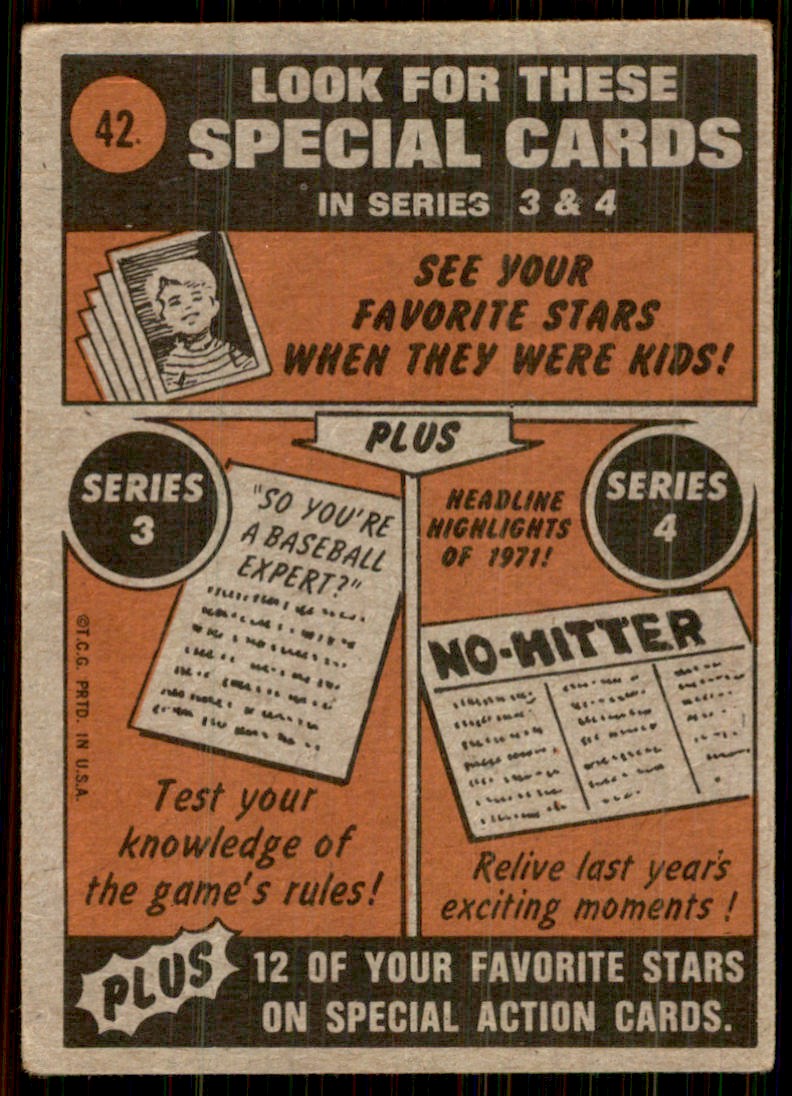 42.
LOOK FOR THESE
SPECIAL CARDS
IN SERIES 3 & 4
SEE YOUR
FAVORITE STARS
WHEN THEY WERE KIDS!
PLUS
SERIES
3
"SO YOU'RE
A BASEBALL
EXPERT?"
Test your
knowledge of
the game's rules!
HEADLINE
HIGHLIGHTS
OF 1971!
SERIES
4
NO-HITTER
Relive last year's
exciting moments!
©T.C.G. PRTD. IN U.S.A.
PLUS
12 OF YOUR FAVORITE STARS
ON SPECIAL ACTION CARDS.